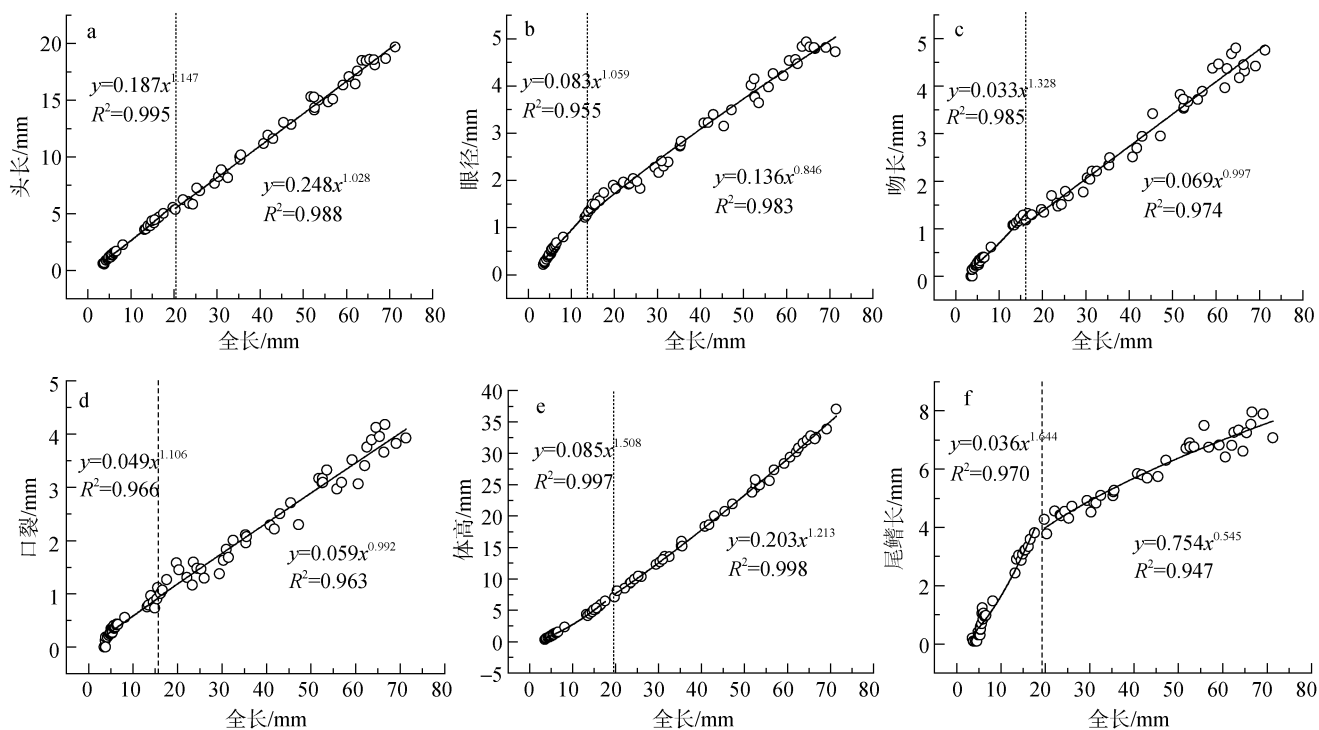 a
y=0.187x^1.147
R²=0.995
y=0.248x^1.028
R²=0.988
头长/mm
20
15
10
5
0
0 10 20 30 40 50 60 70 80
全长/mm
b
y=0.083x^1.059
R²=0.955
y=0.136x^0.846
R²=0.983
眼径/mm
5
4
3
2
1
0
0 10 20 30 40 50 60 70 80
全长/mm
c
y=0.033x^1.328
R²=0.985
y=0.069x^0.997
R²=0.974
吻长/mm
5
4
3
2
1
0
0 10 20 30 40 50 60 70 80
全长/mm
d
y=0.049x^1.106
R²=0.966
y=0.059x^0.992
R²=0.963
口裂/mm
5
4
3
2
1
0
0 10 20 30 40 50 60 70 80
全长/mm
e
y=0.085x^1.508
R²=0.997
y=0.203x^1.213
R²=0.998
体高/mm
40
35
30
25
20
15
10
5
0
−5
0 10 20 30 40 50 60 70 80
全长/mm
f
y=0.036x^1.644
R²=0.970
y=0.754x^0.545
R²=0.947
尾鳍长/mm
8
6
4
2
0
0 10 20 30 40 50 60 70 80
全长/mm